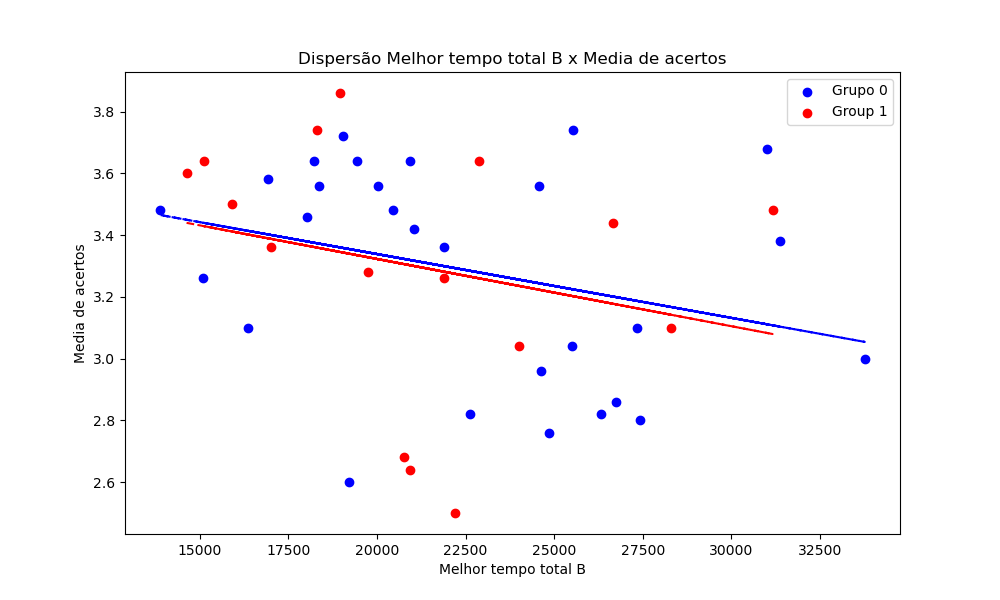 Dispersão Melhor tempo total B x Media de acertos
Grupo 0
Group 1
3.8
3.6
3.4
3.2
3.0
2.8
2.6
Media de acertos
15000 17500 20000 22500 25000 27500 30000 32500
Melhor tempo total B